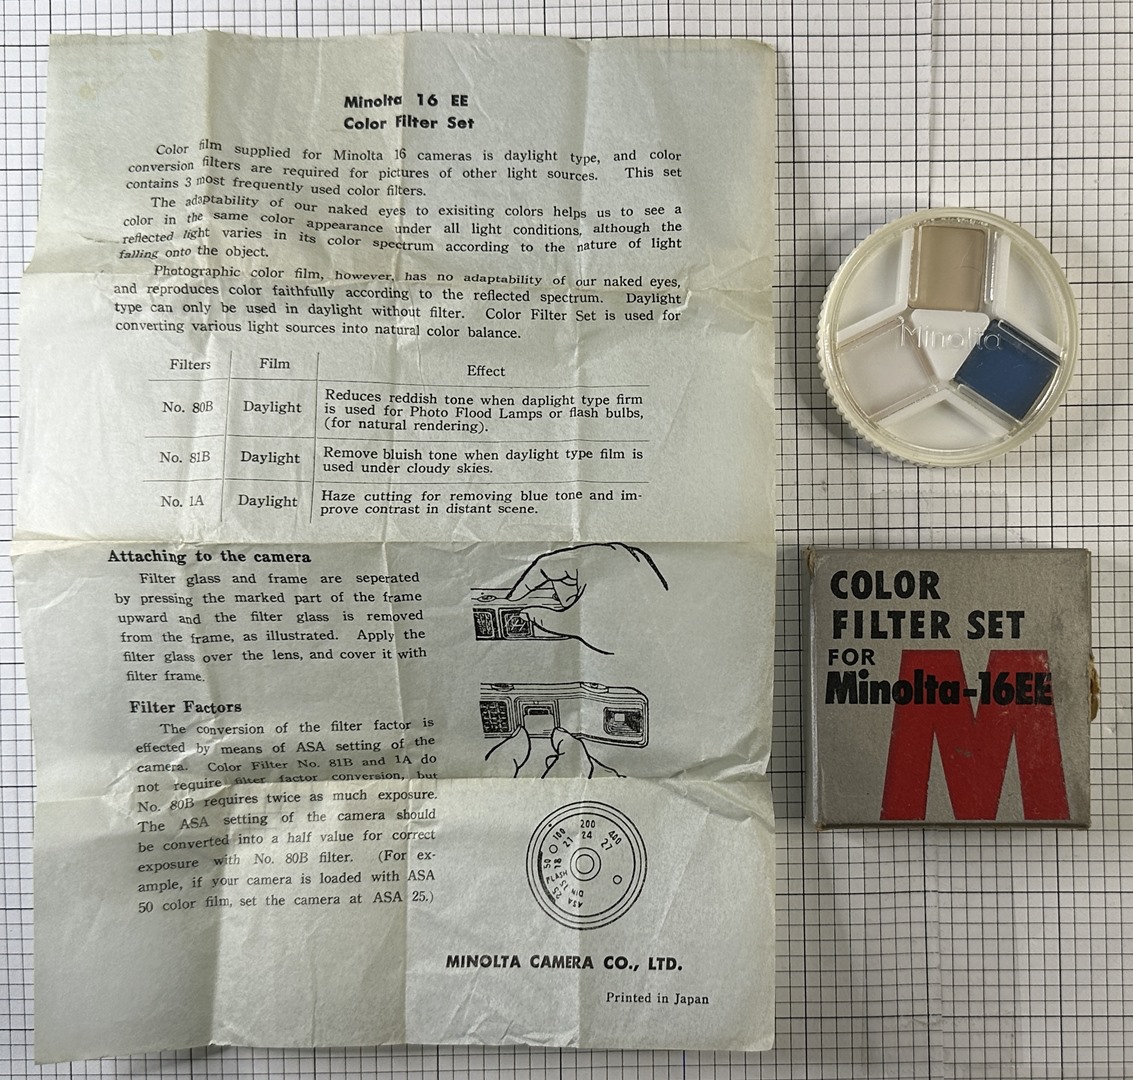 Minolta 16 EE
Color Filter Set
Color film supplied for Minolta 16 cameras is daylight type, and color
conversion filters are required for pictures of other light sources. This set
contains 3 most frequently used color filters.
The adaptability of our naked eyes to exisiting colors helps us to see a
color in the same color appearance under all light conditions, although the
reflected light varies in its color spectrum according to the nature of light
falling onto the object.
Photographic color film, however, has no adaptability of our naked eyes,
and reproduces color faithfully according to the reflected spectrum. Daylight
type can only be used in daylight without filter. Color Filter Set is used for
converting various light sources into natural color balance.
Filters Film Effect
No. 80B Daylight Reduces reddish tone when daplight type firm
is used for Photo Flood Lamps or flash bulbs,
(for natural rendering).
No. 81B Daylight Remove bluish tone when daylight type film is
used under cloudy skies.
No. 1A Daylight Haze cutting for removing blue tone and im-
prove contrast in distant scene.
Attaching to the camera
Filter glass and frame are seperated
by pressing the marked part of the frame
upward and the filter glass is removed
from the frame, as illustrated. Apply the
filter glass over the lens, and cover it with
filter frame.
Filter Factors
The conversion of the filter factor is
effected by means of ASA setting of the
camera. Color Filter No. 81B and 1A do
not require filter factor conversion, but
No. 80B requires twice as much exposure.
The ASA setting of the camera should
be converted into a half value for correct
exposure with No. 80B filter. (For ex-
ample, if your camera is loaded with ASA
50 color film, set the camera at ASA 25.)
25 50 100 200 400
15 18 21 24 27
FLASH
ASA
DIN
MINOLTA CAMERA CO., LTD.
Printed in Japan
Minolta
COLOR
FILTER SET
FOR
Minolta-16EE
M